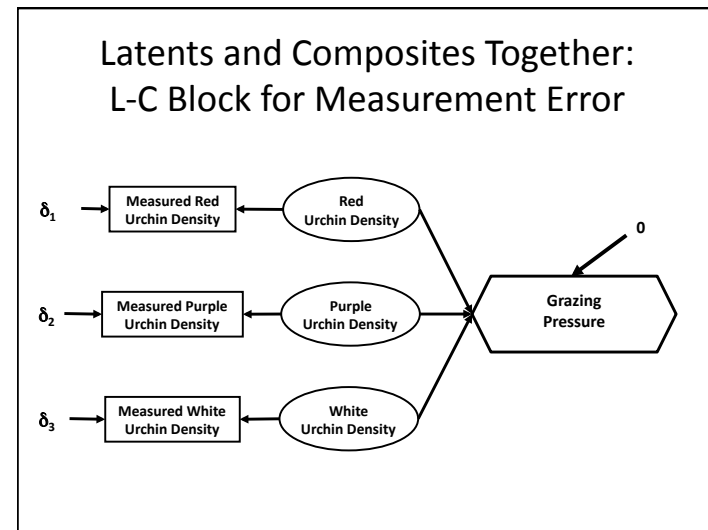 Latents and Composites Together:
L-C Block for Measurement Error
δ1
Measured Red
Urchin Density
Red
Urchin Density
0
δ2
Measured Purple
Urchin Density
Purple
Urchin Density
Grazing
Pressure
δ3
Measured White
Urchin Density
White
Urchin Density